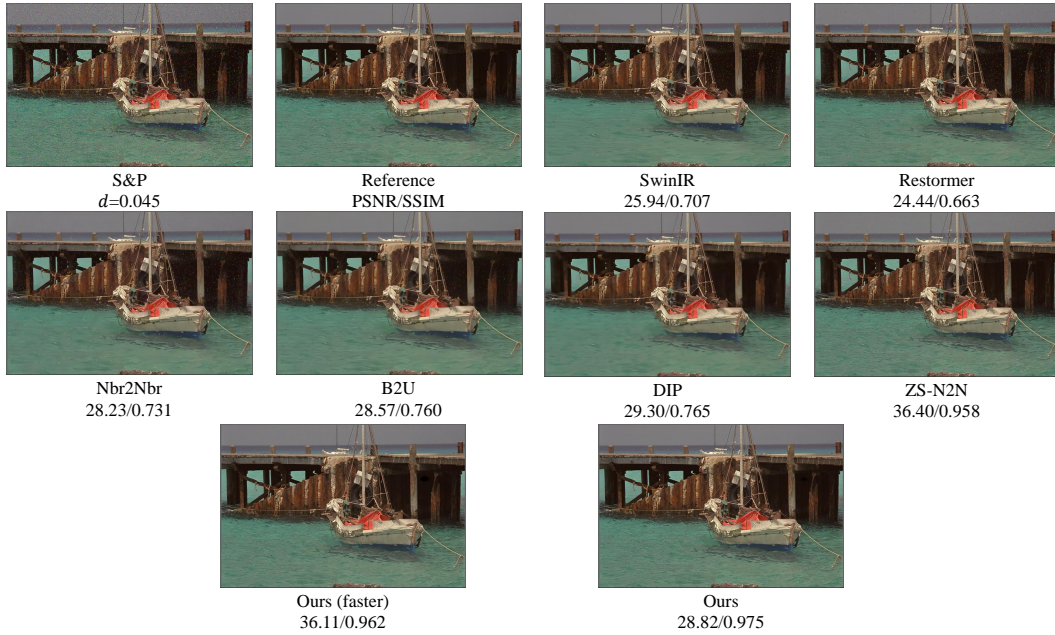 S&P
d=0.045
Reference
PSNR/SSIM
SwinIR
25.94/0.707
Restormer
24.44/0.663
Nbr2Nbr
28.23/0.731
B2U
28.57/0.760
DIP
29.30/0.765
ZS-N2N
36.40/0.958
Ours (faster)
36.11/0.962
Ours
28.82/0.975